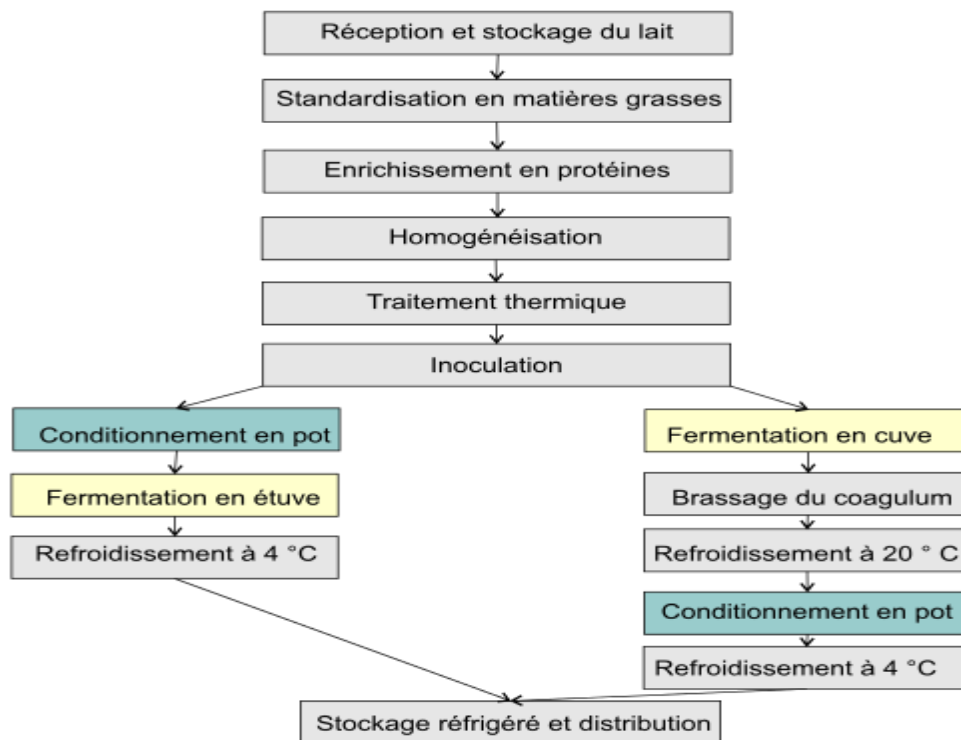 Réception et stockage du lait
Standardisation en matières grasses
Enrichissement en protéines
Homogénéisation
Traitement thermique
Inoculation
Conditionnement en pot
Fermentation en étuve
Refroidissement à 4 °C
Fermentation en cuve
Brassage du coagulum
Refroidissement à 20 ° C
Conditionnement en pot
Refroidissement à 4 °C
Stockage réfrigéré et distribution